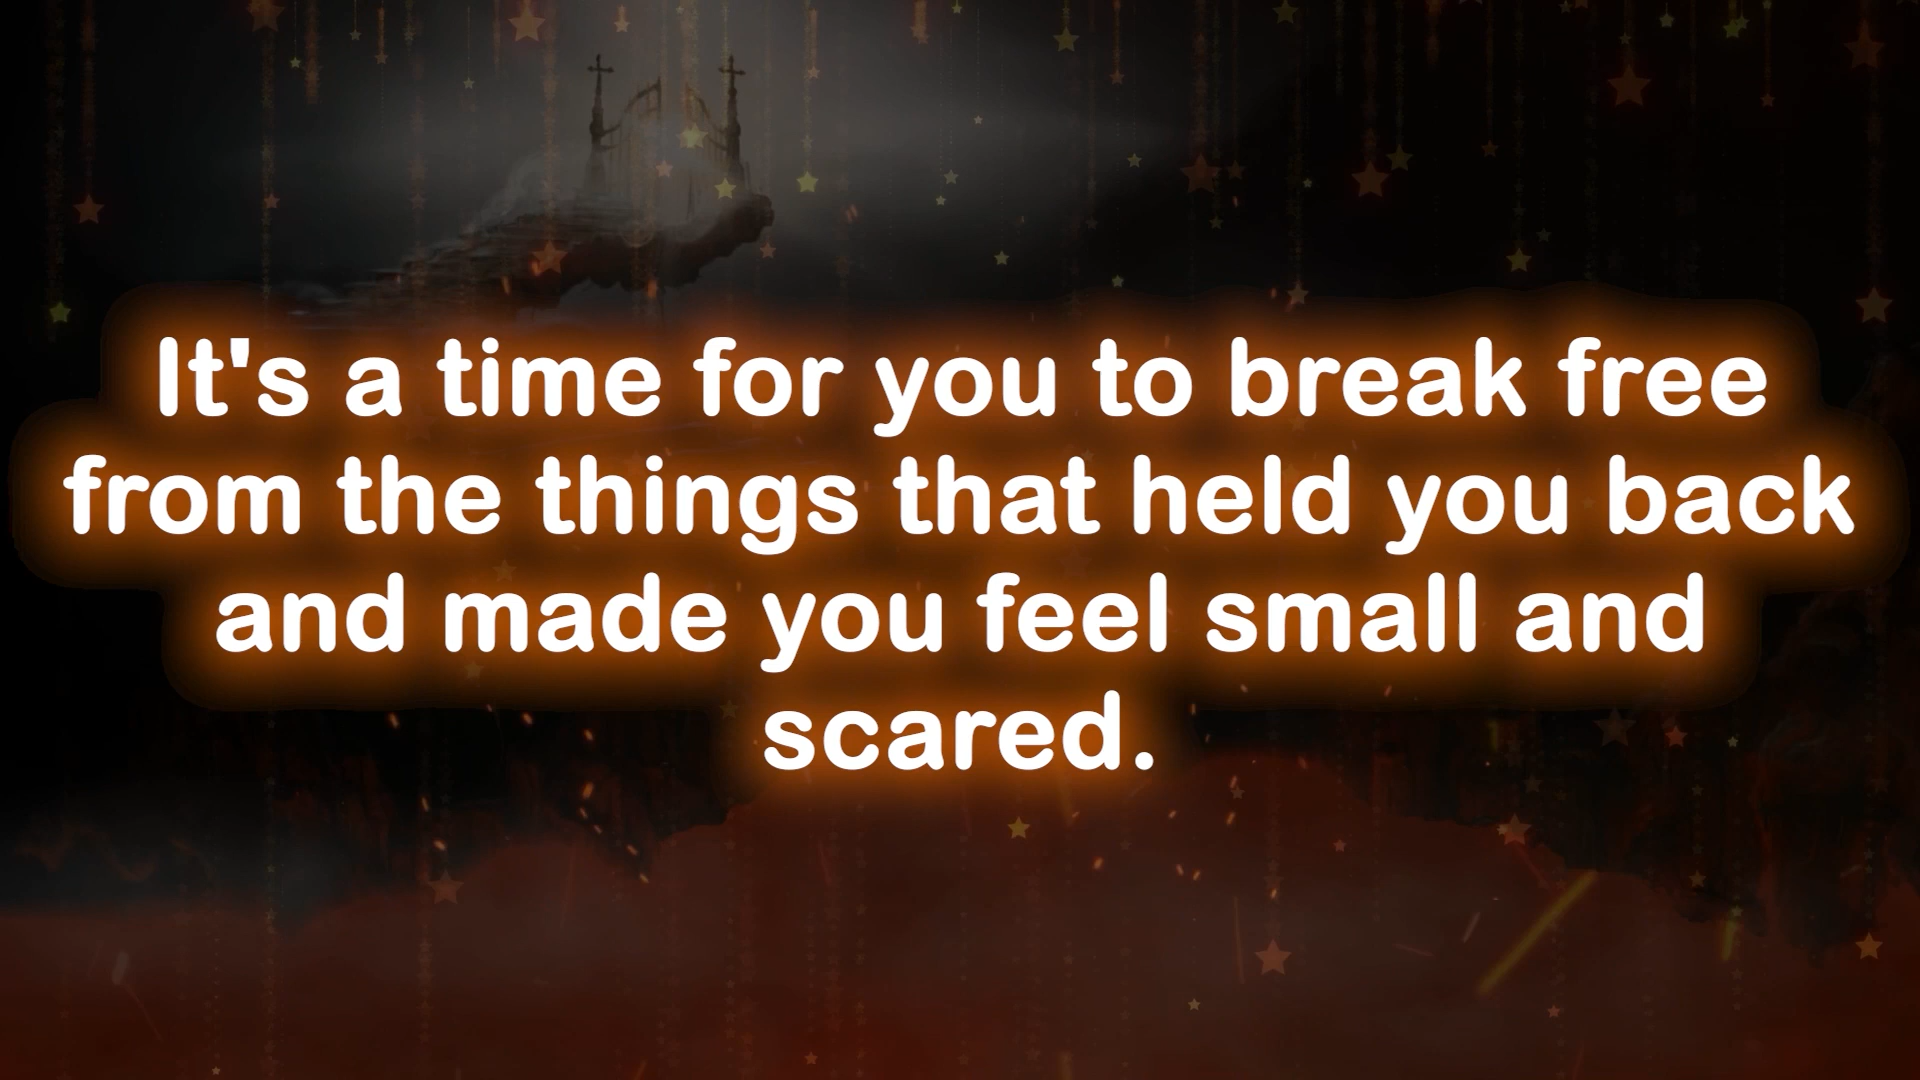 It's a time for you to break free
from the things that held you back
and made you feel small and
scared.